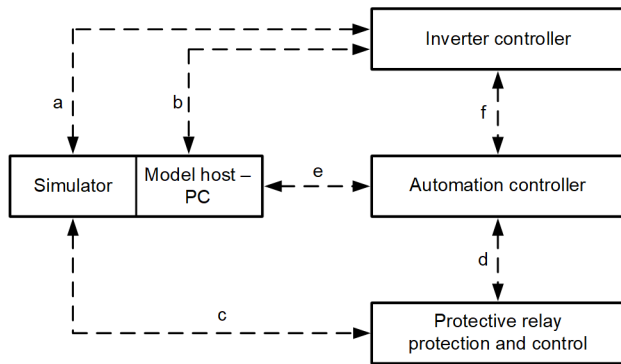 Inverter controller
a
b
f
Simulator
Model host –
PC
e
Automation controller
d
c
Protective relay
protection and control